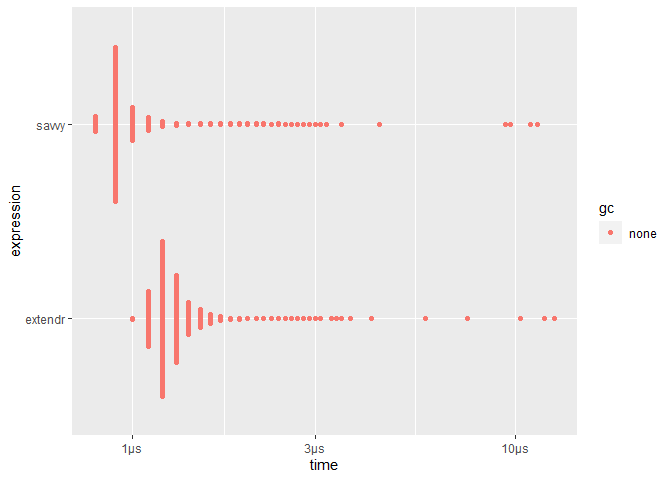 savvy
extendr
expression
1µs
3µs
10µs
time
gc
none